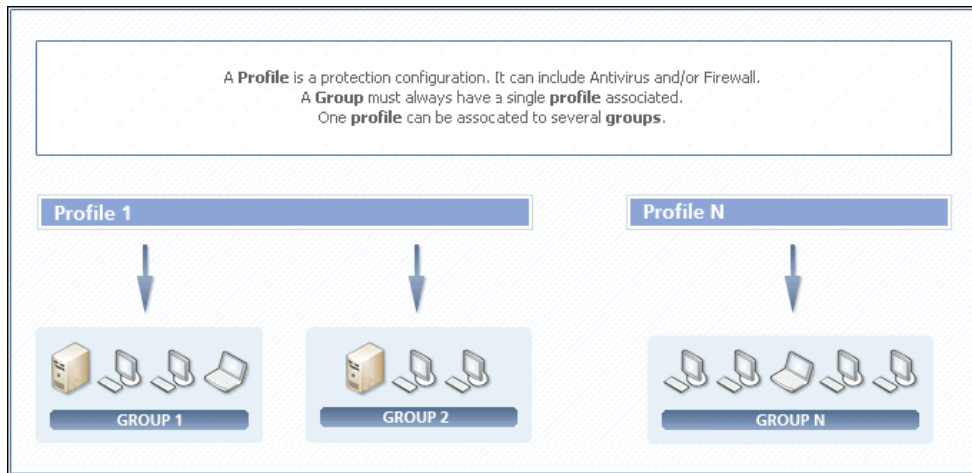 A Profile is a protection configuration. It can include Antivirus and/or Firewall.
A Group must always have a single profile associated.
One profile can be assocated to several groups.
Profile 1
Profile N
GROUP 1
GROUP 2
GROUP N